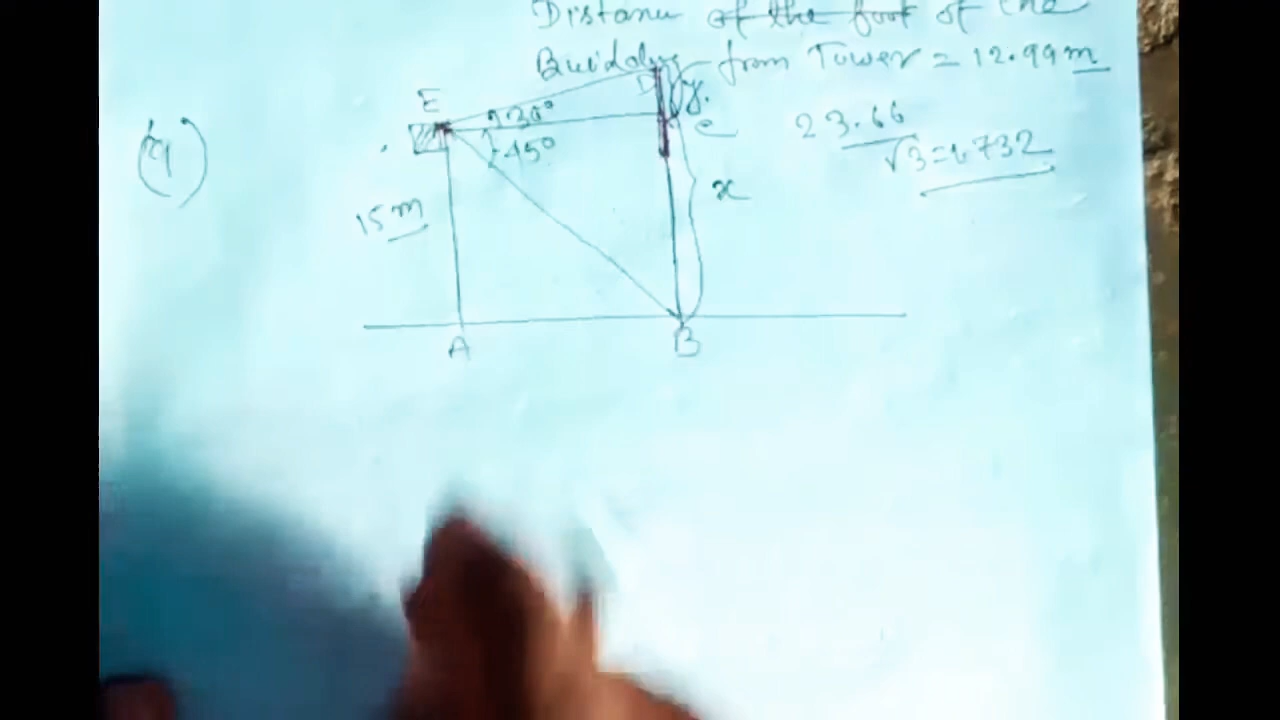 Distance of the foot of the
Building from Tower = 12.99m
E
30°
D
y.
C
23.66
√3=1.732
45°
15m
x
A
B